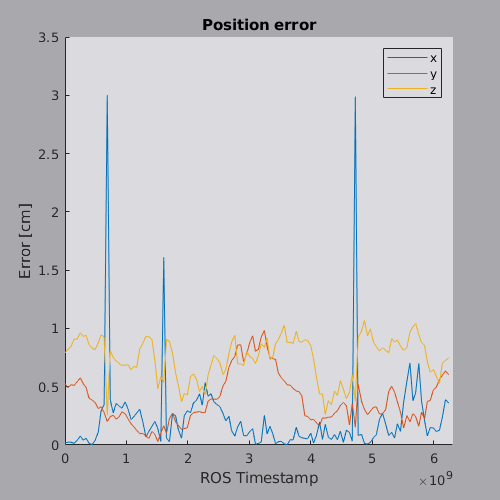 Position error
Error [cm]
3.5
3
2.5
2
1.5
1
0.5
0
x
y
z
0 1 2 3 4 5 6
×10⁹
ROS Timestamp